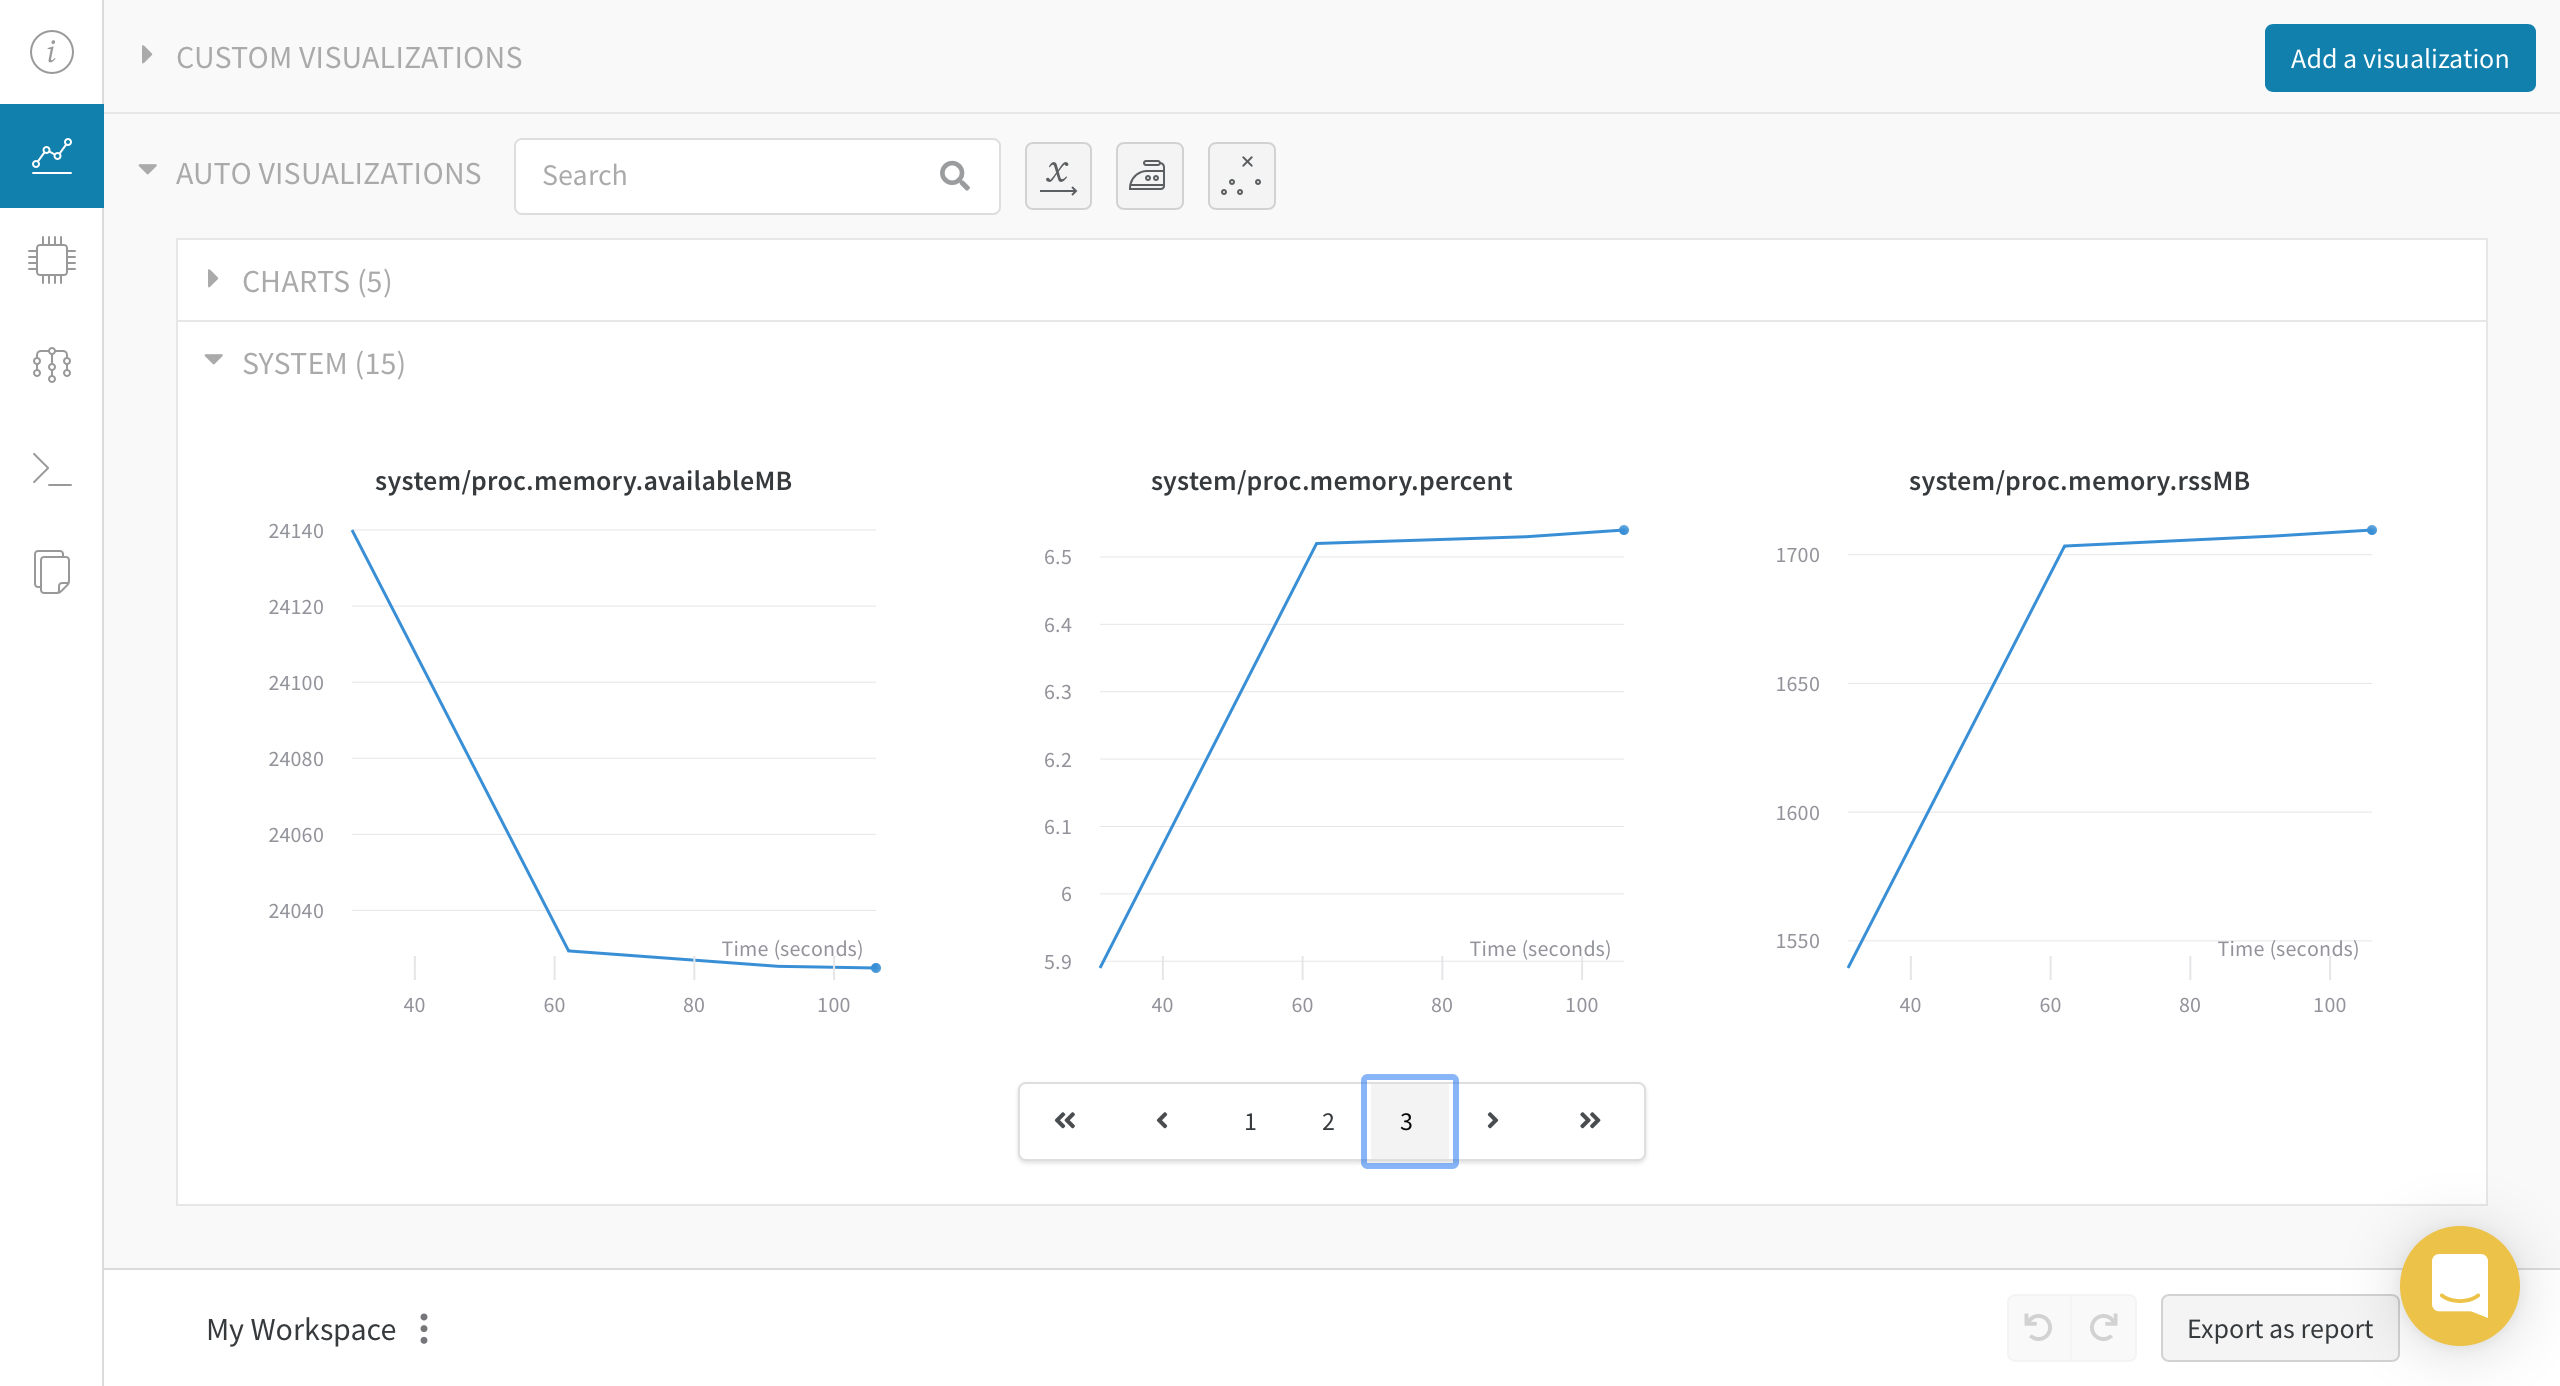 CUSTOM VISUALIZATIONS
Add a visualization
AUTO VISUALIZATIONS
Search
x
CHARTS (5)
SYSTEM (15)
system/proc.memory.availableMB
24140
24120
24100
24080
24060
24040
Time (seconds)
40 60 80 100
system/proc.memory.percent
6.5
6.4
6.3
6.2
6.1
6
5.9
Time (seconds)
40 60 80 100
system/proc.memory.rssMB
1700
1650
1600
1550
Time (seconds)
40 60 80 100
1 2 3
My Workspace
Export as report